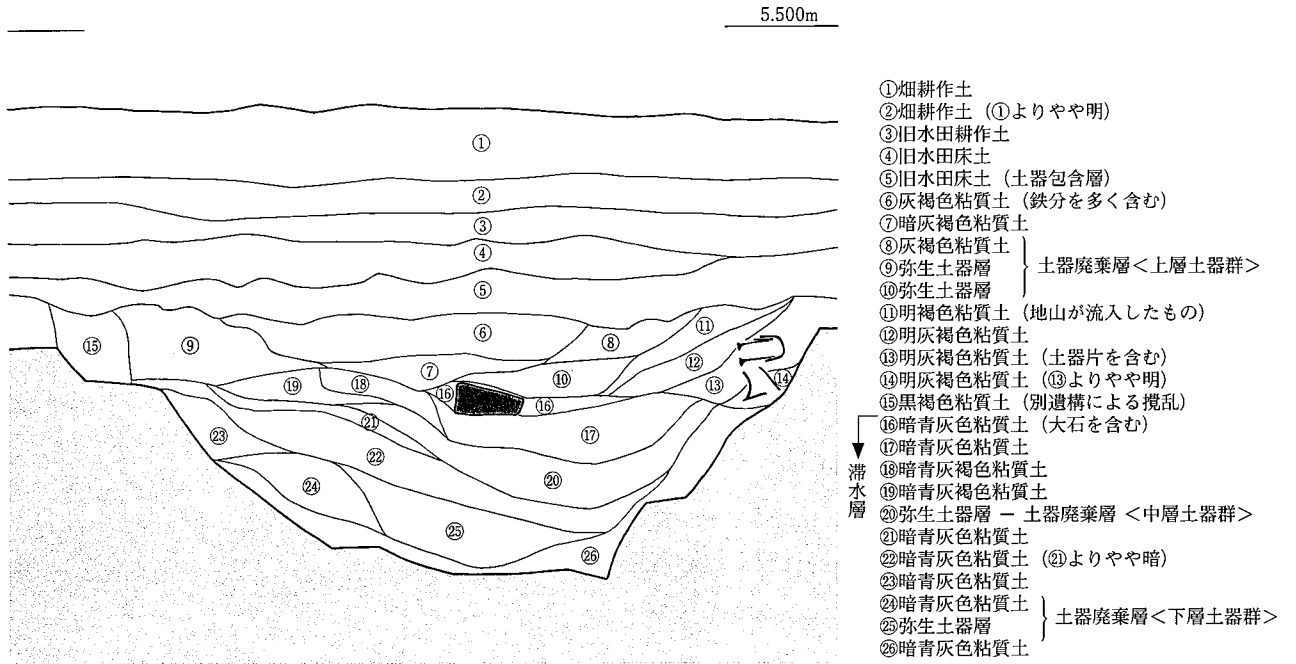 5.500m
①
②
③
④
⑤
⑥
⑦
⑧
⑨
⑩
⑪
⑫
⑬
⑭
⑮
⑯
⑯
⑰
⑱
⑲
⑳
㉑
㉒
㉓
㉔
㉕
㉖
①畑耕作土
②畑耕作土（①よりやや明）
③旧水田耕作土
④旧水田床土
⑤旧水田床土（土器包含層）
⑥灰褐色粘質土（鉄分を多く含む）
⑦暗灰褐色粘質土
⑧灰褐色粘質土
⑨弥生土器層
⑩弥生土器層
土器廃棄層＜上層土器群＞
⑪明褐色粘質土（地山が流入したもの）
⑫明灰褐色粘質土
⑬明灰褐色粘質土（土器片を含む）
⑭明灰褐色粘質土（⑬よりやや明）
⑮黒褐色粘質土（別遺構による攪乱）
⑯暗青灰色粘質土（大石を含む）
⑰暗青灰色粘質土
⑱暗青灰褐色粘質土
⑲暗青灰褐色粘質土
⑳弥生土器層 － 土器廃棄層 ＜中層土器群＞
㉑暗青灰色粘質土
㉒暗青灰色粘質土（㉑よりやや暗）
㉓暗青灰色粘質土
㉔暗青灰色粘質土
㉕弥生土器層
土器廃棄層＜下層土器群＞
㉖暗青灰色粘質土
滞水層